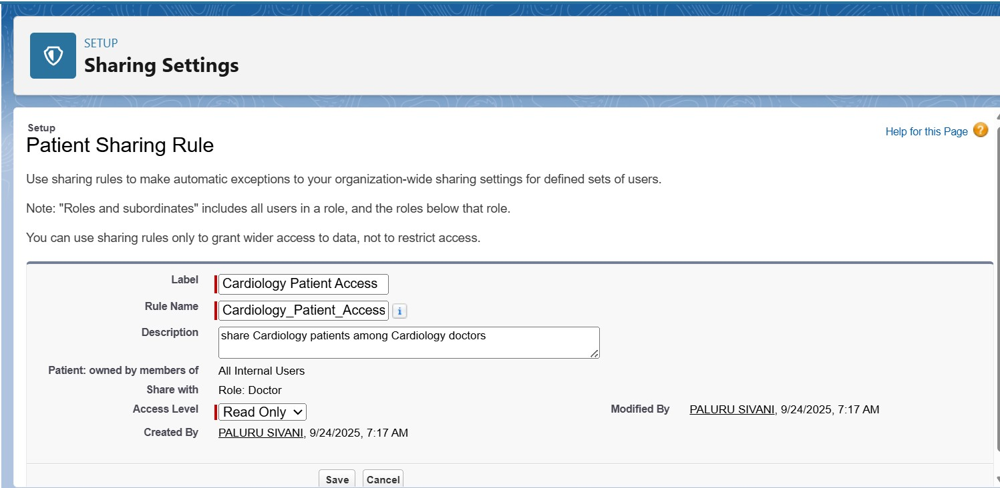 SETUP
Sharing Settings
Setup
Patient Sharing Rule
Help for this Page ?
Use sharing rules to make automatic exceptions to your organization-wide sharing settings for defined sets of users.
Note: "Roles and subordinates" includes all users in a role, and the roles below that role.
You can use sharing rules only to grant wider access to data, not to restrict access.
Label Cardiology Patient Access
Rule Name Cardiology_Patient_Access i
Description share Cardiology patients among Cardiology doctors
Patient: owned by members of All Internal Users
Share with Role: Doctor
Access Level Read Only Modified By PALURU SIVANI, 9/24/2025, 7:17 AM
Created By PALURU SIVANI, 9/24/2025, 7:17 AM
Save Cancel